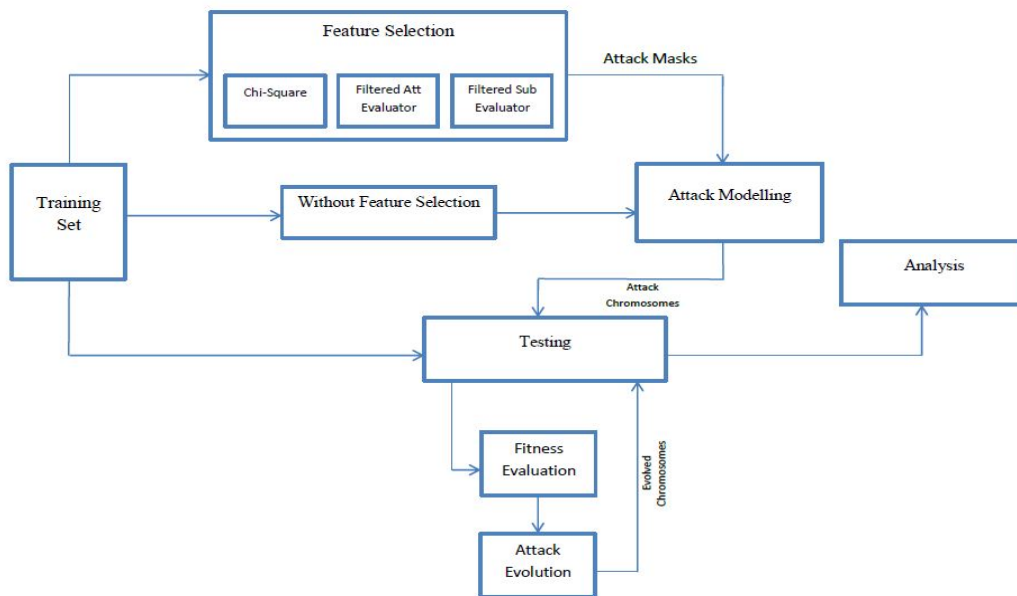 Feature Selection
Chi-Square
Filtered Att
Evaluator
Filtered Sub
Evaluator
Attack Masks
Training
Set
Without Feature Selection
Attack Modelling
Analysis
Attack
Chromosomes
Testing
Fitness
Evaluation
Evolved
Chromosomes
Attack
Evolution